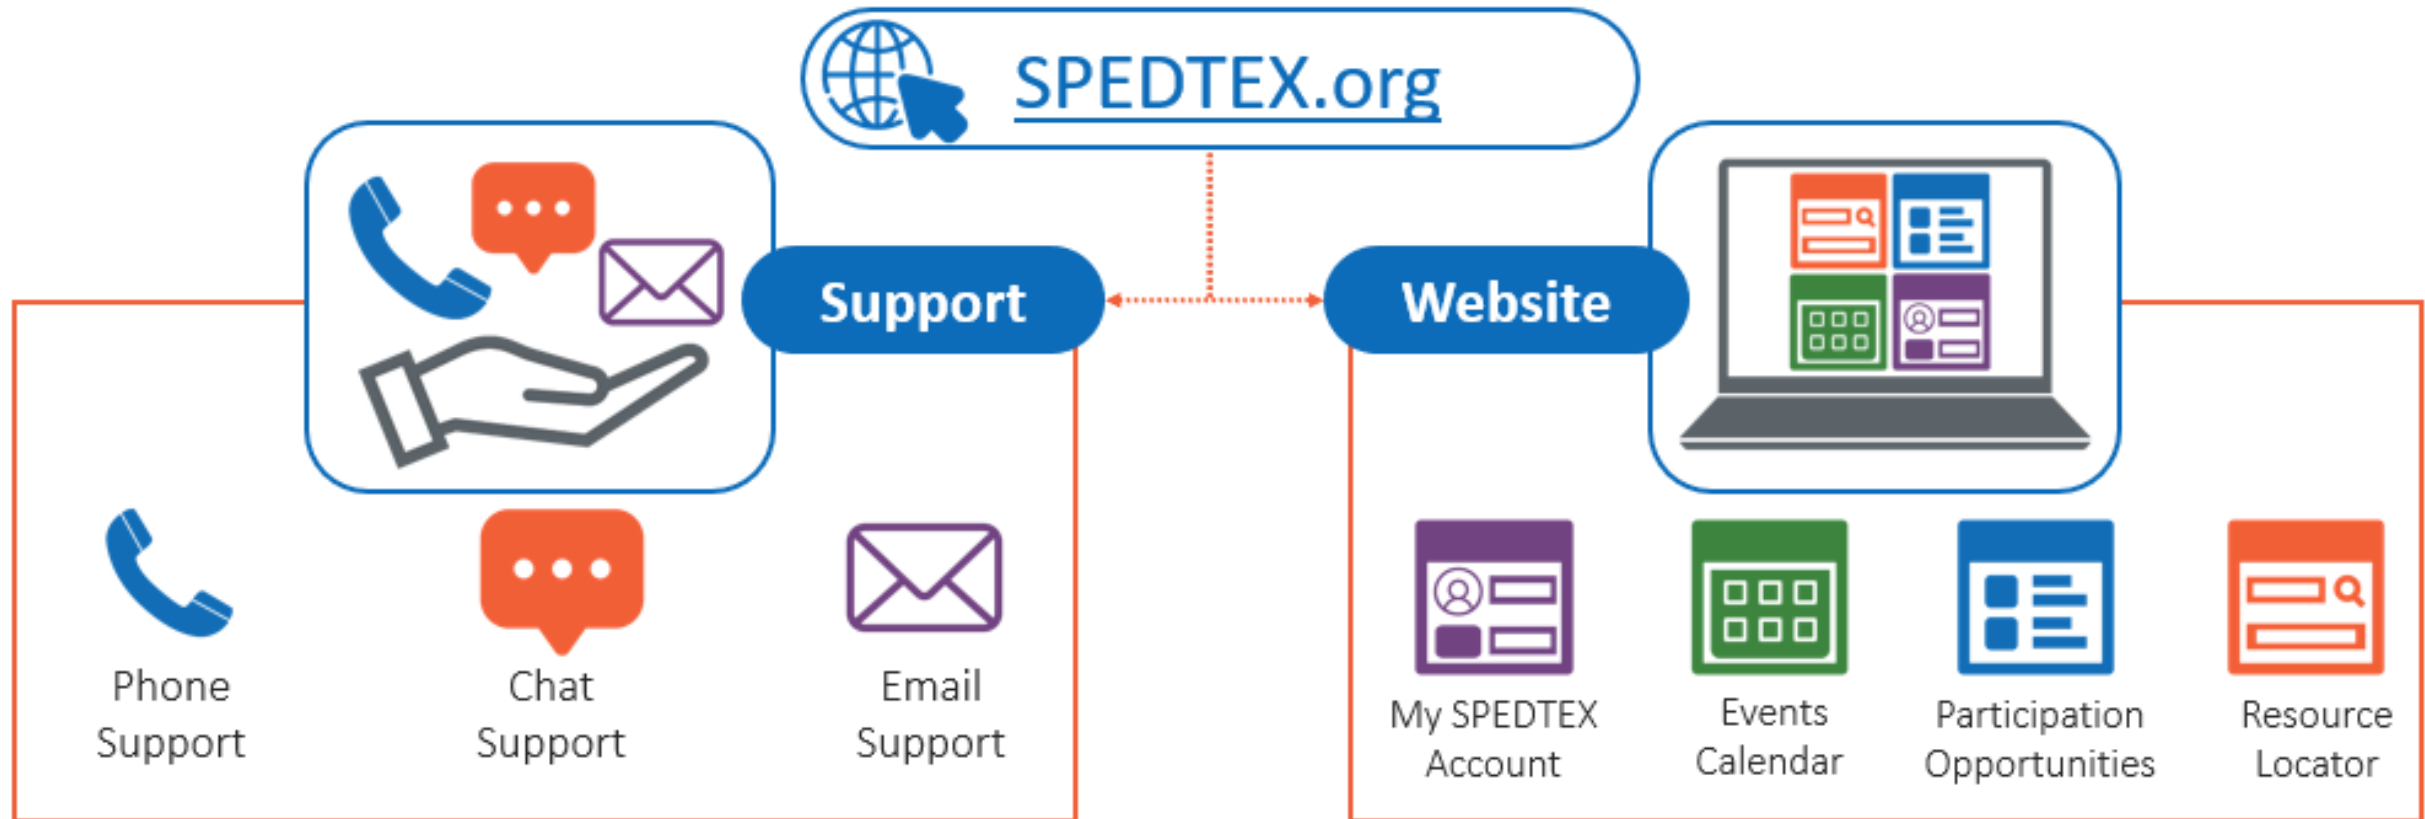 SPEDTEX.org
Support
Website
Phone
Support
Chat
Support
Email
Support
My SPEDTEX
Account
Events
Calendar
Participation
Opportunities
Resource
Locator